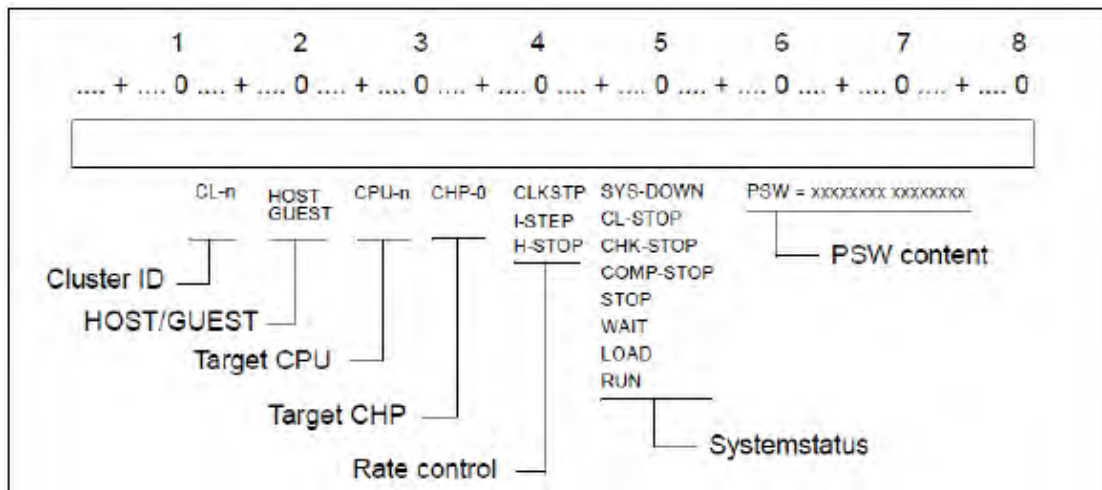 1 2 3 4 5 6 7 8
.... + .... 0 .... + .... 0 .... + .... 0 .... + .... 0 .... + .... 0 .... + .... 0 .... + .... 0 .... + .... 0
CL-n HOST CPU-n CHP-0 CLKSTP SYS-DOWN PSW = xxxxxxxx xxxxxxxx
GUEST I-STEP CL-STOP
H-STOP CHK-STOP PSW content
Cluster ID COMP-STOP
STOP
HOST/GUEST WAIT
Target CPU LOAD
RUN
Target CHP
Systemstatus
Rate control